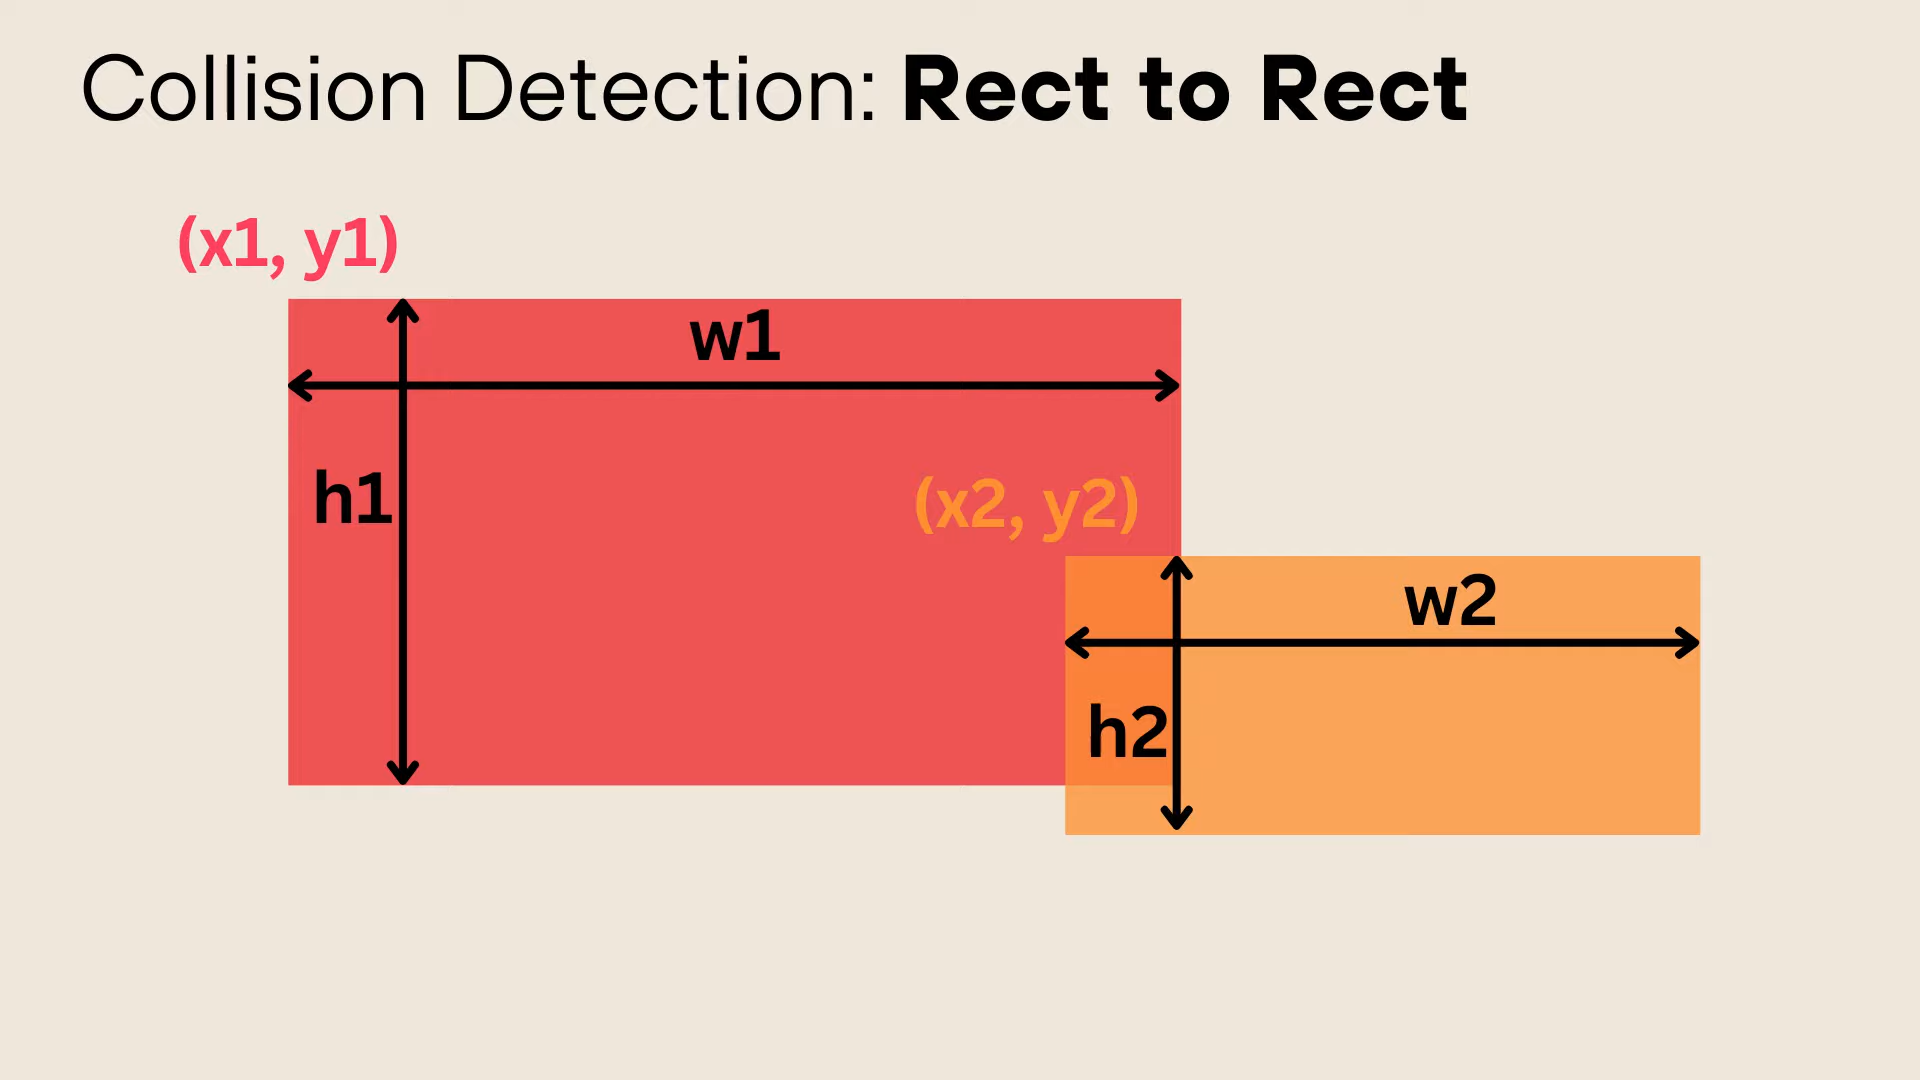 Collision Detection: Rect to Rect
(x1, y1)
w1
h1
(x2, y2)
w2
h2